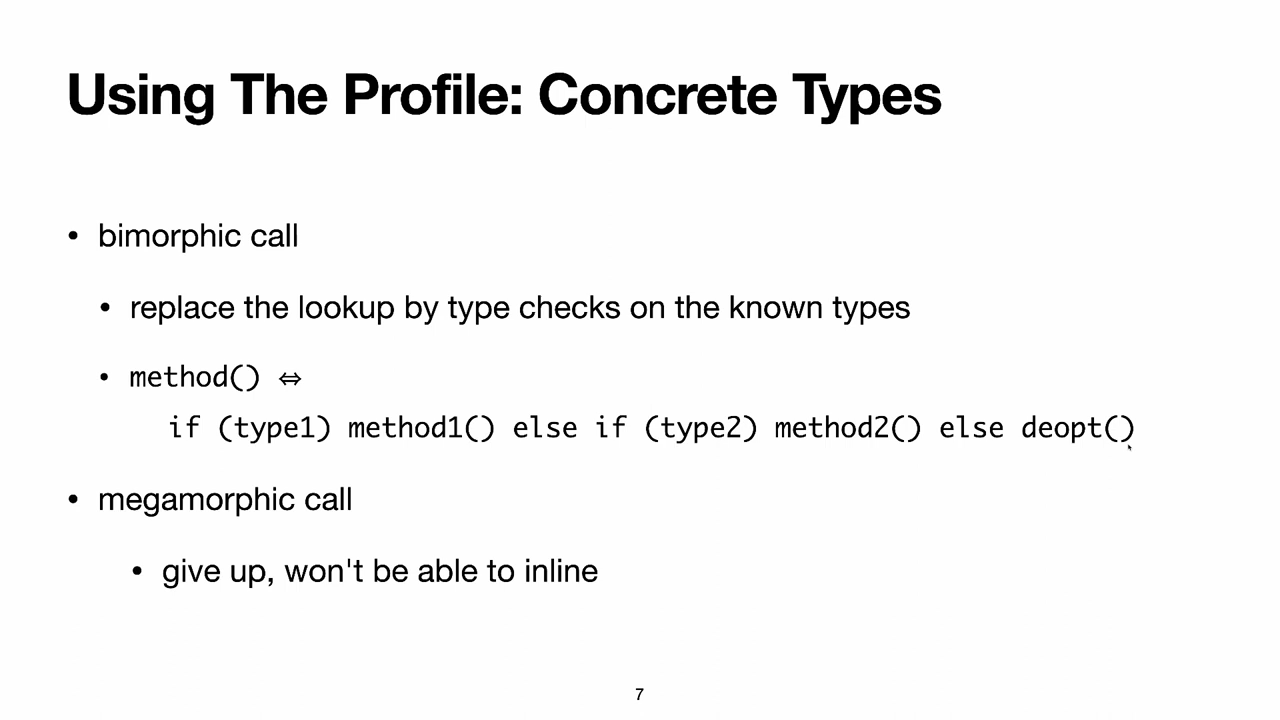 Using The Profile: Concrete Types
• bimorphic call
• replace the lookup by type checks on the known types
• method() ⇔
if (type1) method1() else if (type2) method2() else deopt()
• megamorphic call
• give up, won't be able to inline
7